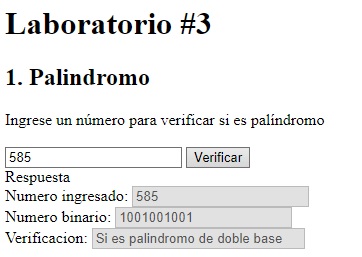 Laboratorio #3
1. Palindromo
Ingrese un número para verificar si es palíndromo
585 Verificar
Respuesta
Numero ingresado: 585
Numero binario: 1001001001
Verificacion: Si es palindromo de doble base